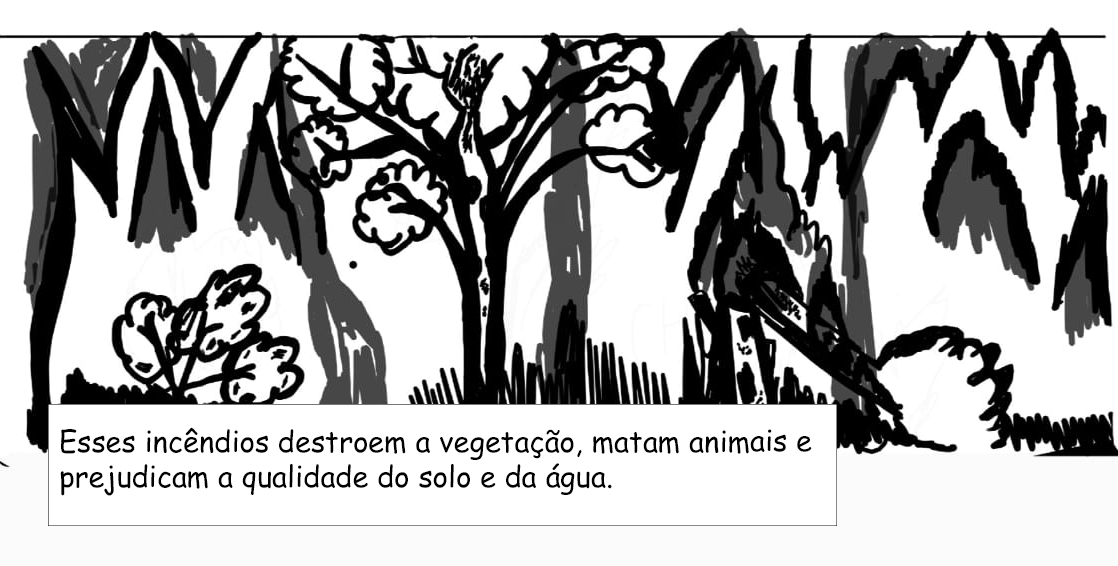 Esses incêndios destroem a vegetação, matam animais e
prejudicam a qualidade do solo e da água.